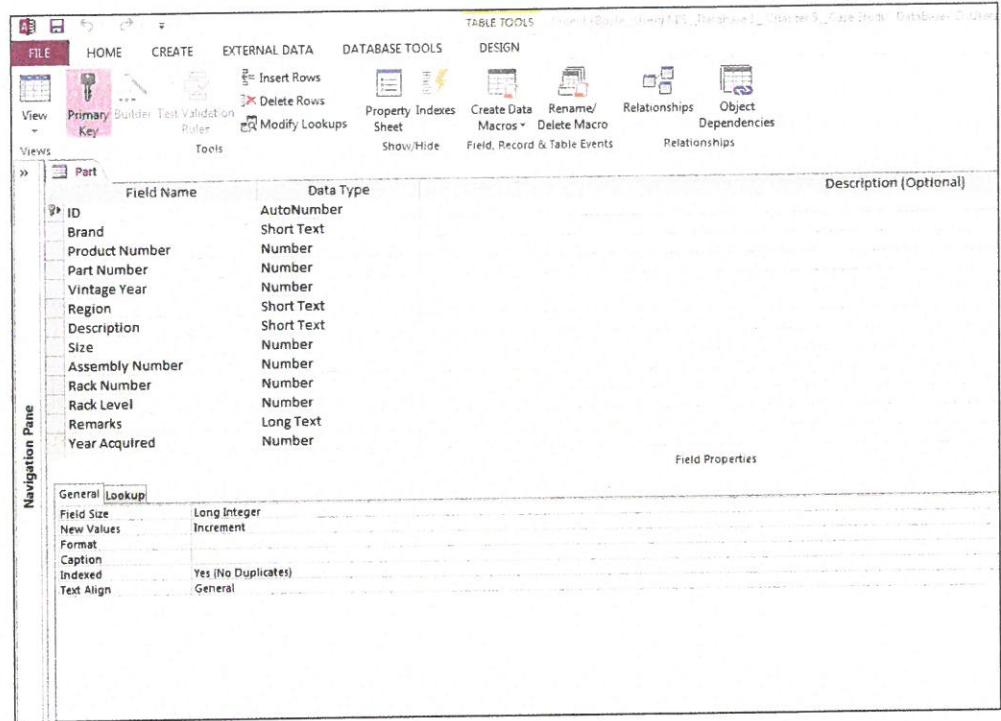 TABLE TOOLS
FILE HOME CREATE EXTERNAL DATA DATABASE TOOLS DESIGN
View
Primary Key
Builder
Test Validation Rules
Insert Rows
Delete Rows
Modify Lookups
Property Sheet
Indexes
Create Data Macros
Rename/ Delete Macro
Relationships
Object Dependencies
Views
Tools
Show/Hide
Field, Record & Table Events
Relationships
» Part
Field Name Data Type Description (Optional)
ID AutoNumber
Brand Short Text
Product Number Number
Part Number Number
Vintage Year Number
Region Short Text
Description Short Text
Size Number
Assembly Number Number
Rack Number Number
Rack Level Number
Remarks Long Text
Year Acquired Number
Navigation Pane
Field Properties
General Lookup
Field Size Long Integer
New Values Increment
Format
Caption
Indexed Yes (No Duplicates)
Text Align General